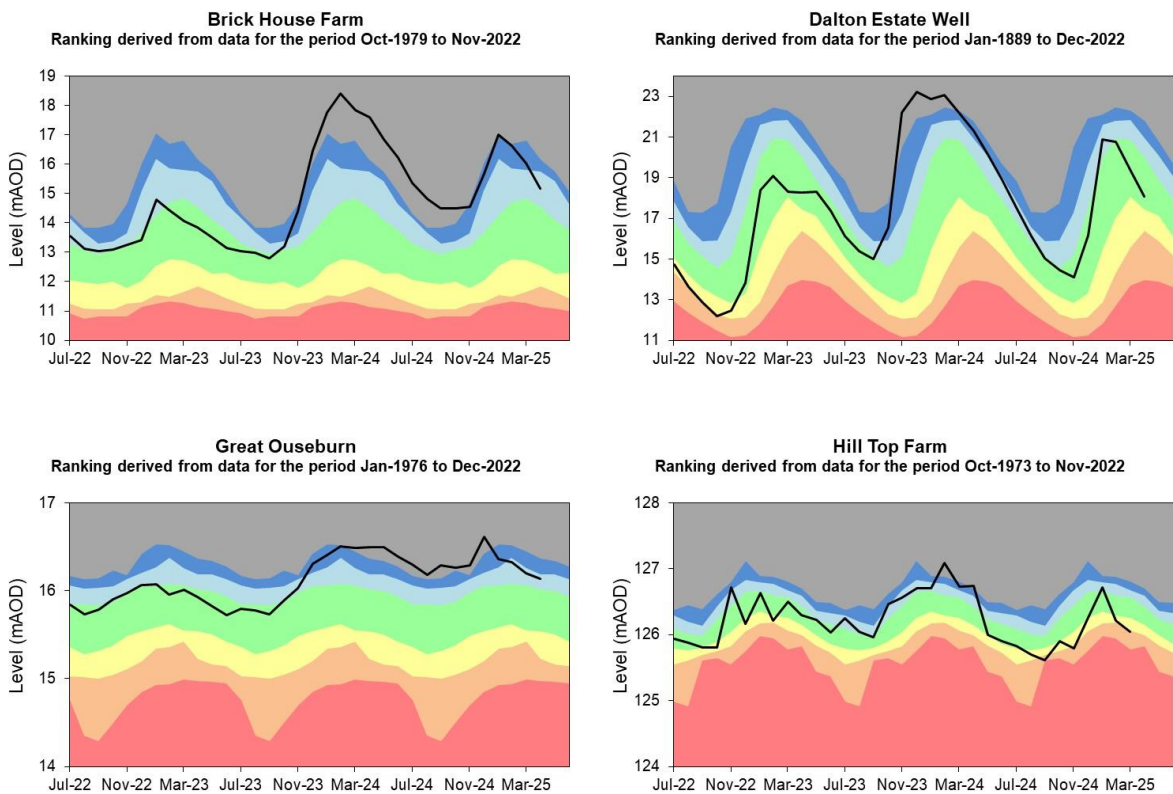 Brick House Farm
Ranking derived from data for the period Oct-1979 to Nov-2022
Level (mAOD)
19
18
17
16
15
14
13
12
11
10
Jul-22 Nov-22 Mar-23 Jul-23 Nov-23 Mar-24 Jul-24 Nov-24 Mar-25
Dalton Estate Well
Ranking derived from data for the period Jan-1889 to Dec-2022
Level (mAOD)
23
21
19
17
15
13
11
Jul-22 Nov-22 Mar-23 Jul-23 Nov-23 Mar-24 Jul-24 Nov-24 Mar-25
Great Ouseburn
Ranking derived from data for the period Jan-1976 to Dec-2022
Level (mAOD)
17
16
15
14
Jul-22 Nov-22 Mar-23 Jul-23 Nov-23 Mar-24 Jul-24 Nov-24 Mar-25
Hill Top Farm
Ranking derived from data for the period Oct-1973 to Nov-2022
Level (mAOD)
128
127
126
125
124
Jul-22 Nov-22 Mar-23 Jul-23 Nov-23 Mar-24 Jul-24 Nov-24 Mar-25